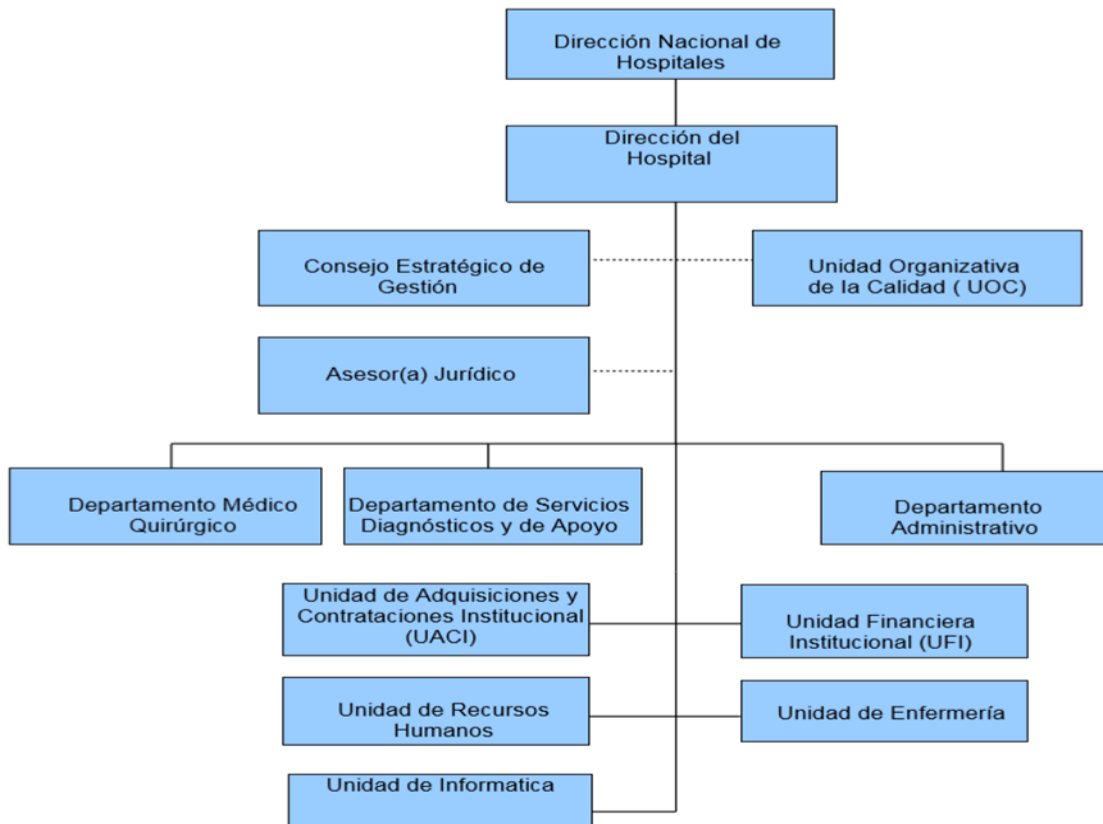 Dirección Nacional de
Hospitales
Dirección del
Hospital
Consejo Estratégico de
Gestión
Unidad Organizativa
de la Calidad ( UOC)
Asesor(a) Jurídico
Departamento Médico
Quirúrgico
Departamento de Servicios
Diagnósticos y de Apoyo
Departamento
Administrativo
Unidad de Adquisiciones y
Contrataciones Institucional
(UACI)
Unidad Financiera
Institucional (UFI)
Unidad de Recursos
Humanos
Unidad de Enfermería
Unidad de Informatica